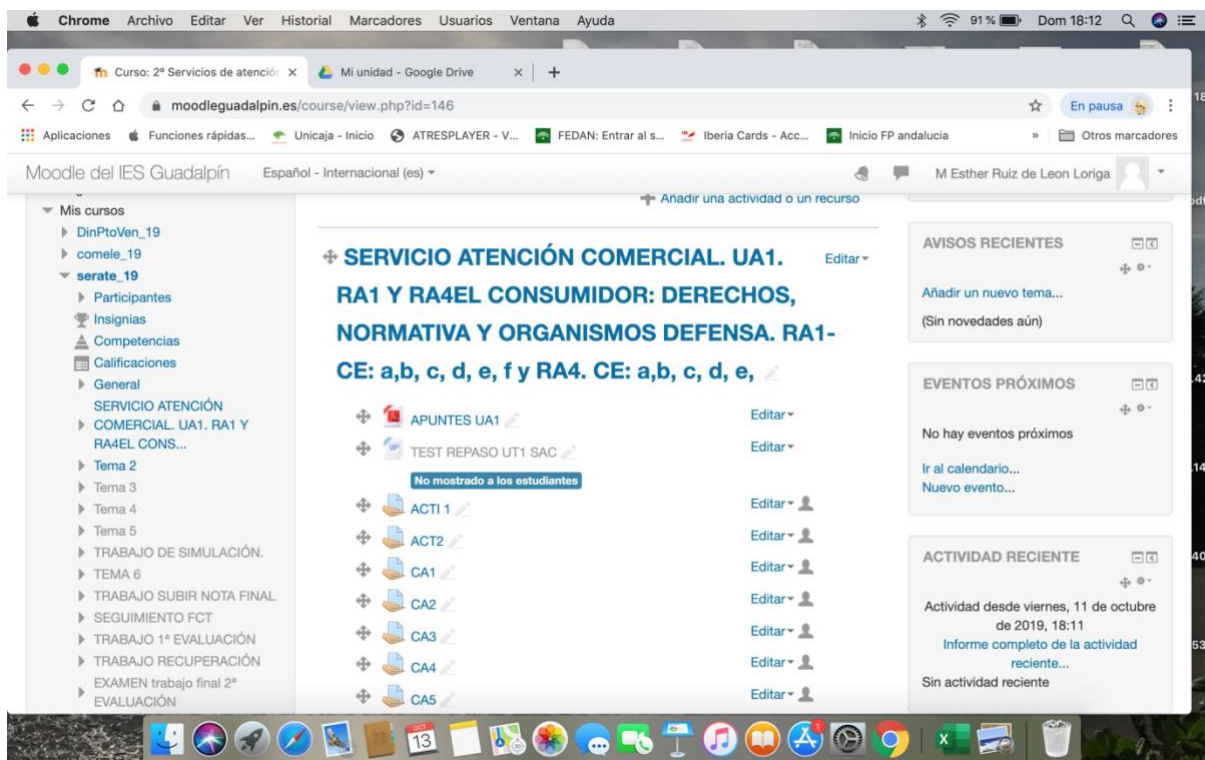 Chrome Archivo Editar Ver Historial Marcadores Usuarios Ventana Ayuda 91 % Dom 18:12
Curso: 2º Servicios de atenció × Mi unidad - Google Drive × +
moodleguadalpin.es/course/view.php?id=146 En pausa
Aplicaciones Funciones rápidas... Unicaja - Inicio ATRESPLAYER - V... FEDAN: Entrar al s... Iberia Cards - Acc... Inicio FP andalucia » Otros marcadores
Moodle del IES Guadalpín Español - Internacional (es) M Esther Ruiz de Leon Loriga
Mis cursos
DinPtoVen_19
comele_19
serate_19
Participantes
Insignias
Competencias
Calificaciones
General
SERVICIO ATENCIÓN
COMERCIAL. UA1. RA1 Y
RA4EL CONS...
Tema 2
Tema 3
Tema 4
Tema 5
TRABAJO DE SIMULACIÓN.
TEMA 6
TRABAJO SUBIR NOTA FINAL
SEGUIMIENTO FCT
TRABAJO 1ª EVALUACIÓN
TRABAJO RECUPERACIÓN
EXAMEN trabajo final 2ª
EVALUACIÓN
Añadir una actividad o un recurso
SERVICIO ATENCIÓN COMERCIAL. UA1. Editar
RA1 Y RA4EL CONSUMIDOR: DERECHOS,
NORMATIVA Y ORGANISMOS DEFENSA. RA1-
CE: a,b, c, d, e, f y RA4. CE: a,b, c, d, e,
APUNTES UA1 Editar
TEST REPASO UT1 SAC Editar
No mostrado a los estudiantes
ACTI 1 Editar
ACT2 Editar
CA1 Editar
CA2 Editar
CA3 Editar
CA4 Editar
CA5 Editar
AVISOS RECIENTES
Añadir un nuevo tema...
(Sin novedades aún)
EVENTOS PRÓXIMOS
No hay eventos próximos
Ir al calendario...
Nuevo evento...
ACTIVIDAD RECIENTE
Actividad desde viernes, 11 de octubre
de 2019, 18:11
Informe completo de la actividad
reciente...
Sin actividad reciente
OCT
13
1